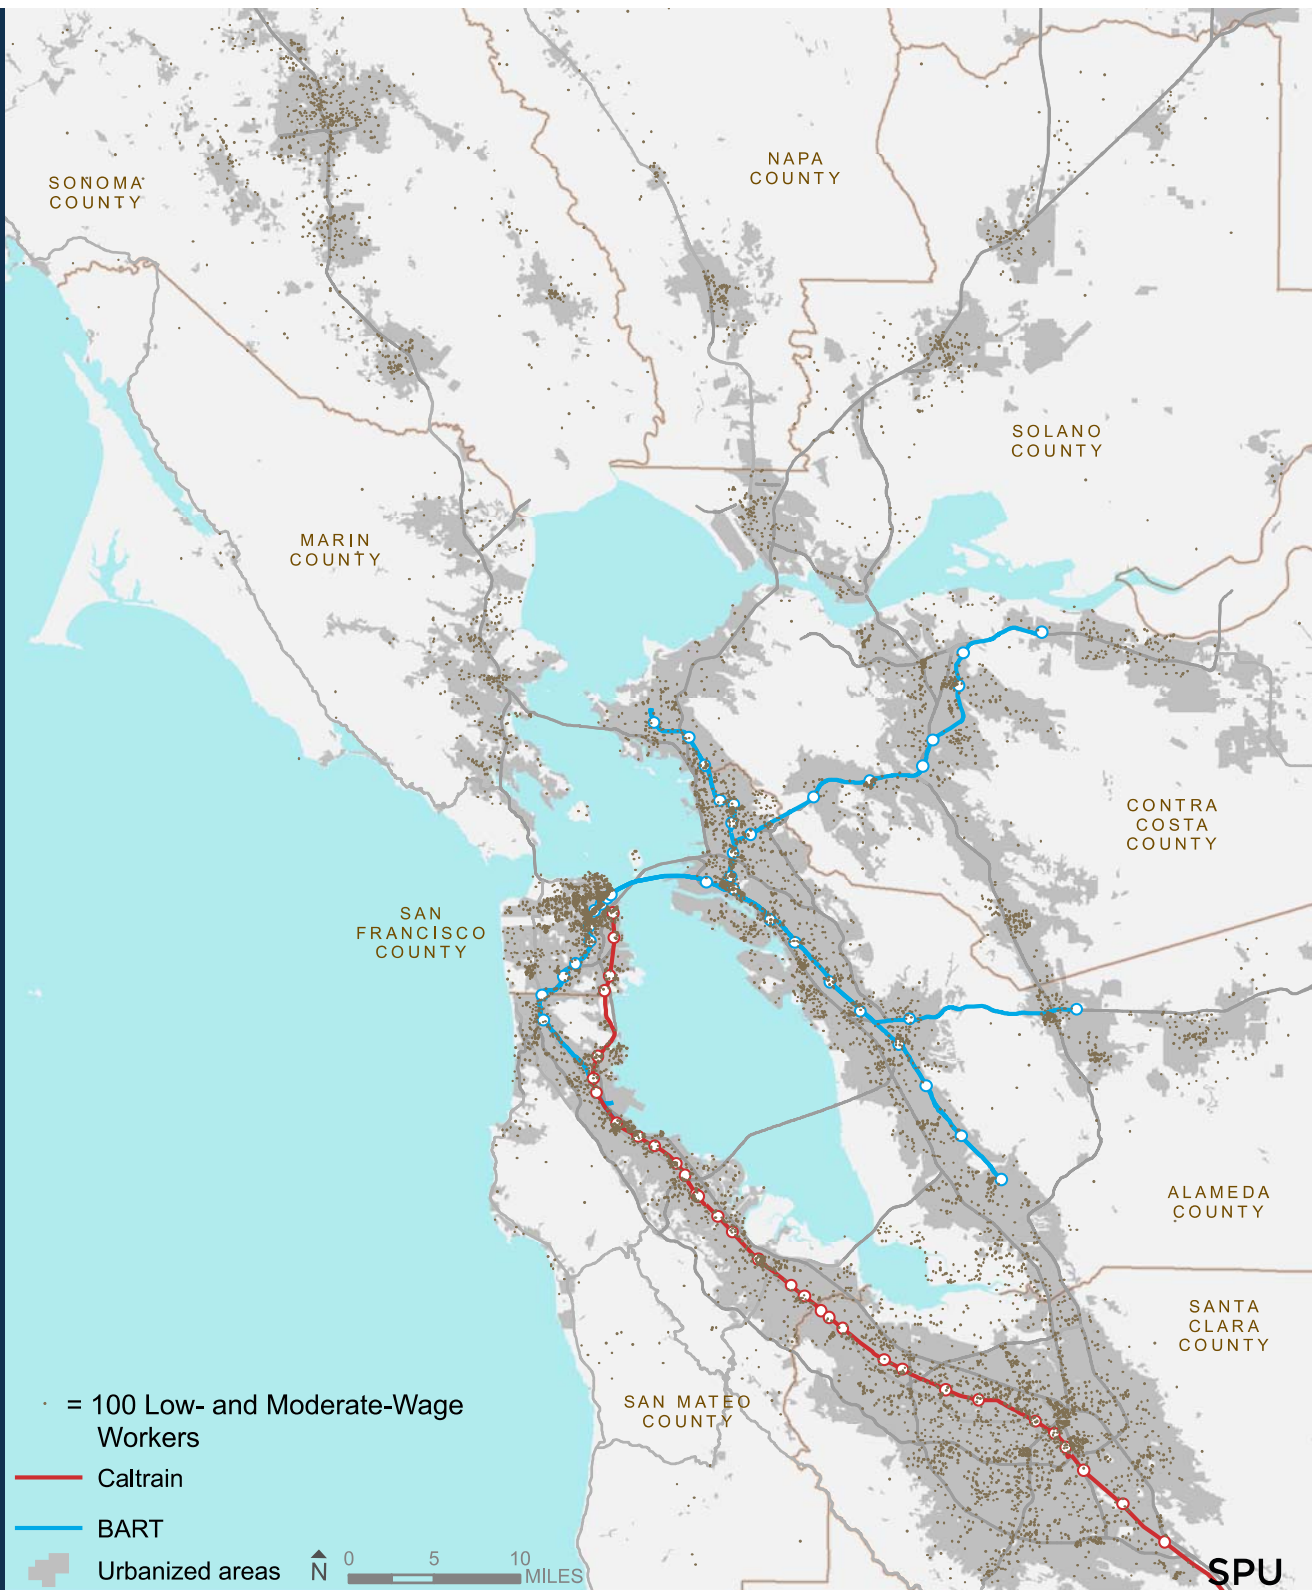 SONOMA
COUNTY
NAPA
COUNTY
SOLANO
COUNTY
MARIN
COUNTY
CONTRA
COSTA
COUNTY
SAN
FRANCISCO
COUNTY
ALAMEDA
COUNTY
SANTA
CLARA
COUNTY
SAN MATEO
COUNTY
= 100 Low- and Moderate-Wage
Workers
Caltrain
BART
Urbanized areas
N
0 5 10
MILES
SPU